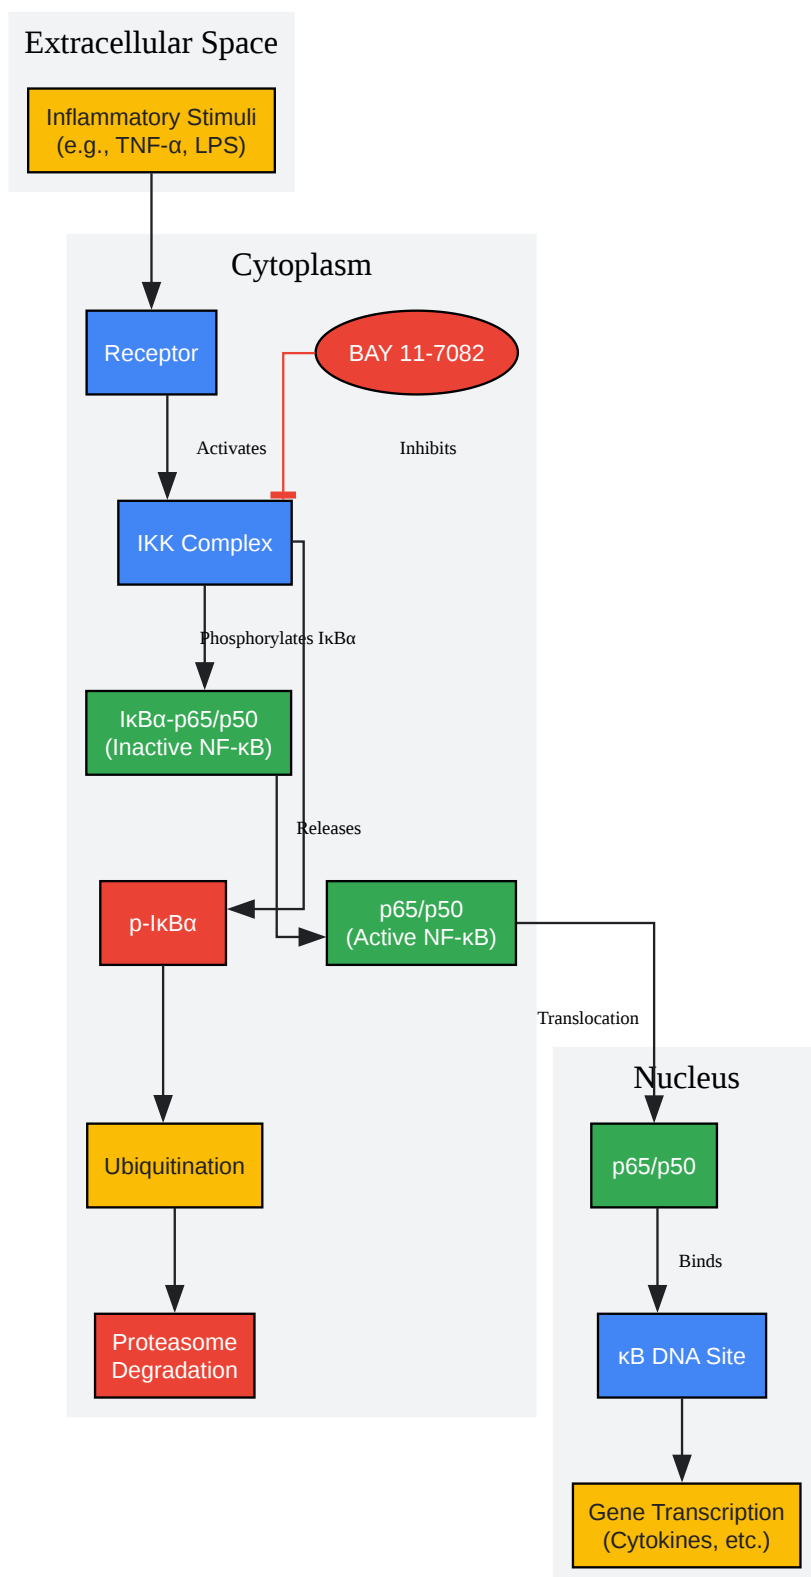 Extracellular Space
Inflammatory Stimuli
(e.g., TNF-α, LPS)
Cytoplasm
Receptor
BAY 11-7082
Activates
Inhibits
IKK Complex
Phosphorylates IκBα
IκBα-p65/p50
(Inactive NF-κB)
Releases
p-IκBα
p65/p50
(Active NF-κB)
Translocation
Nucleus
Ubiquitination
p65/p50
Binds
Proteasome
Degradation
κB DNA Site
Gene Transcription
(Cytokines, etc.)